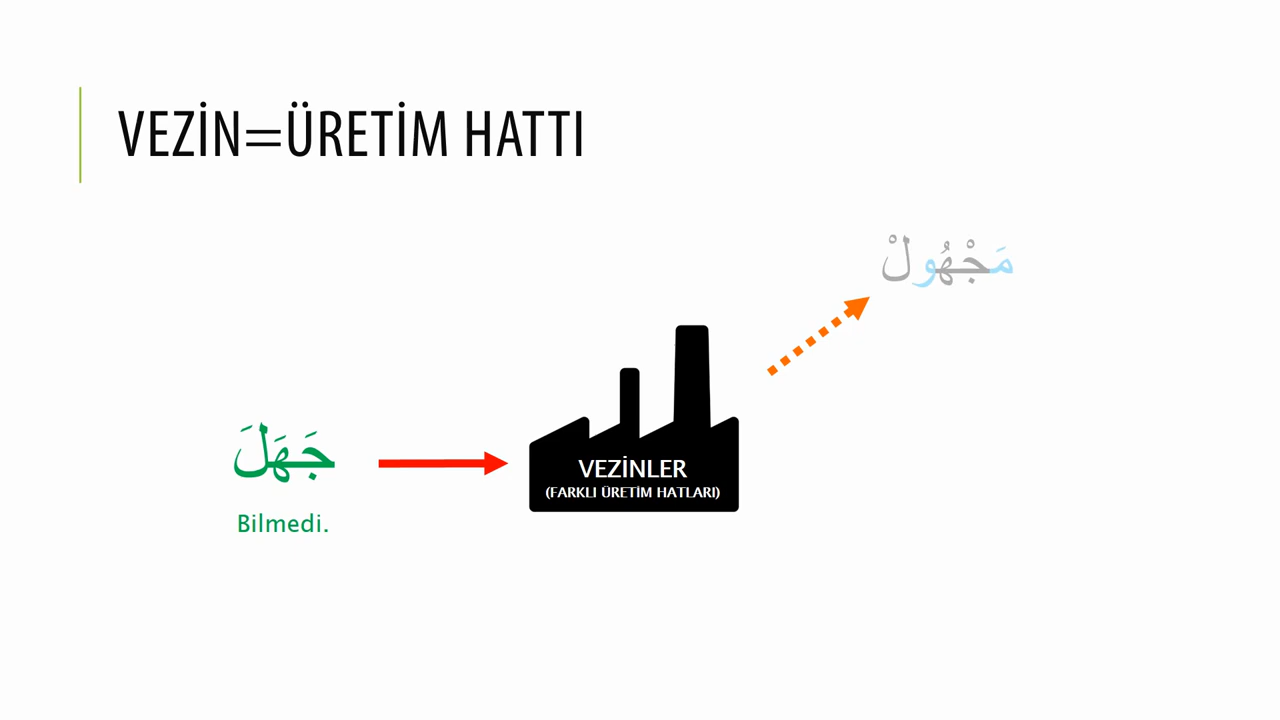 VEZİN=ÜRETİM HATTI
مَجْهُولْ
جَهَلَ
VEZİNLER
(FARKLI ÜRETİM HATLARI)
Bilmedi.